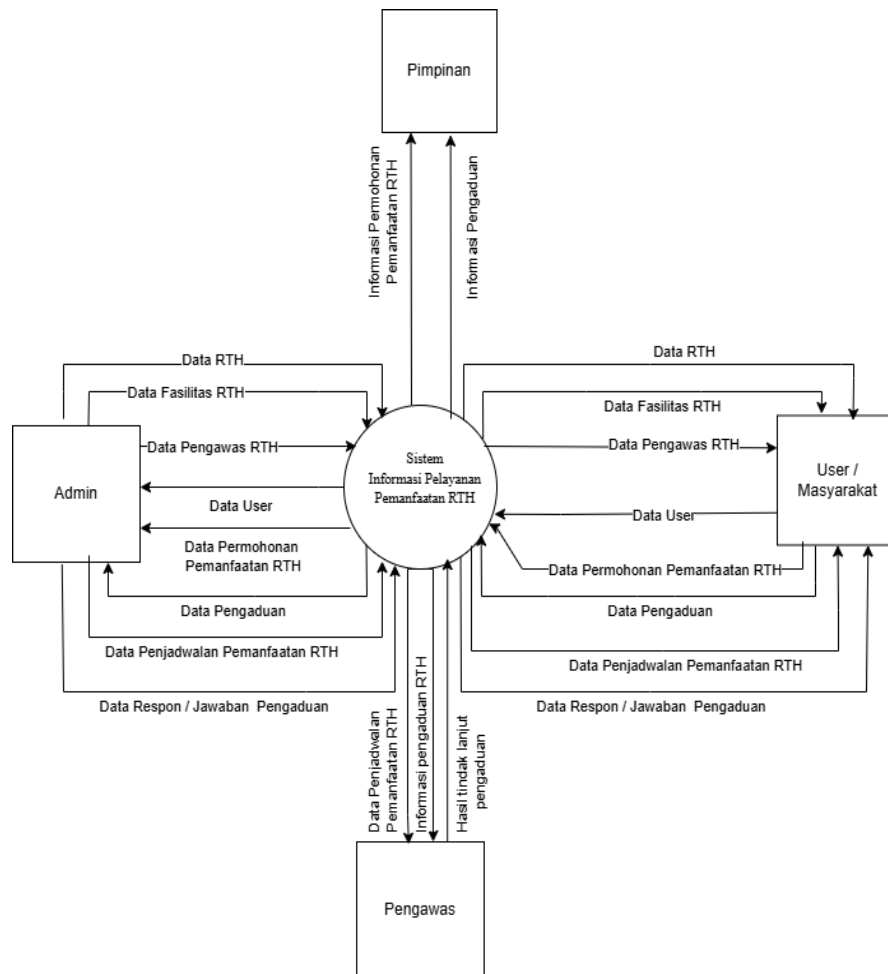 Pimpinan
Informasi Permohonan
Pemanfaatan RTH
Informasi Pengaduan
Data RTH
Data Fasilitas RTH
Data Pengawas RTH
Admin
Data User
Data Permohonan
Pemanfaatan RTH
Data Pengaduan
Data Penjadwalan Pemanfaatan RTH
Data Respon / Jawaban Pengaduan
Sistem
Informasi Pelayanan
Pemanfaatan RTH
Data RTH
Data Fasilitas RTH
Data Pengawas RTH
User /
Masyarakat
Data User
Data Permohonan Pemanfaatan RTH
Data Pengaduan
Data Penjadwalan Pemanfaatan RTH
Data Respon / Jawaban Pengaduan
Data Penjadwalan
Pemanfaatan RTH
Informasi pengaduan RTH
Hasil tindak lanjut
pengaduan
Pengawas